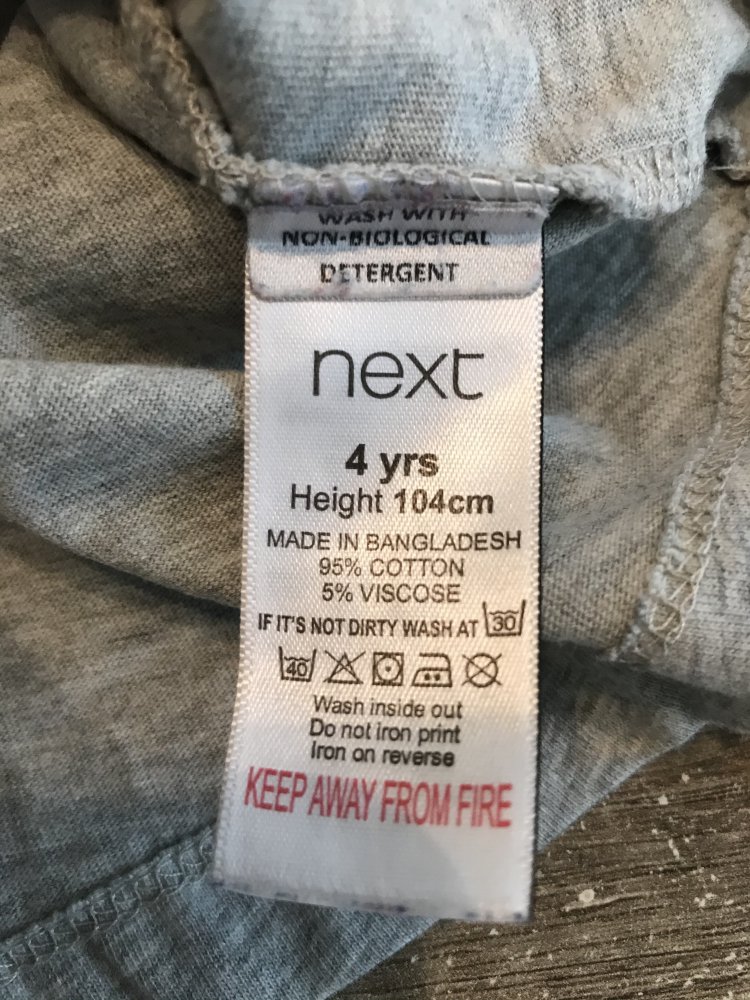 WASH WITH
NON-BIOLOGICAL
DETERGENT
next
4 yrs
Height 104cm
MADE IN BANGLADESH
95% COTTON
5% VISCOSE
IF IT'S NOT DIRTY WASH AT 30
40
Wash inside out
Do not iron print
Iron on reverse
KEEP AWAY FROM FIRE